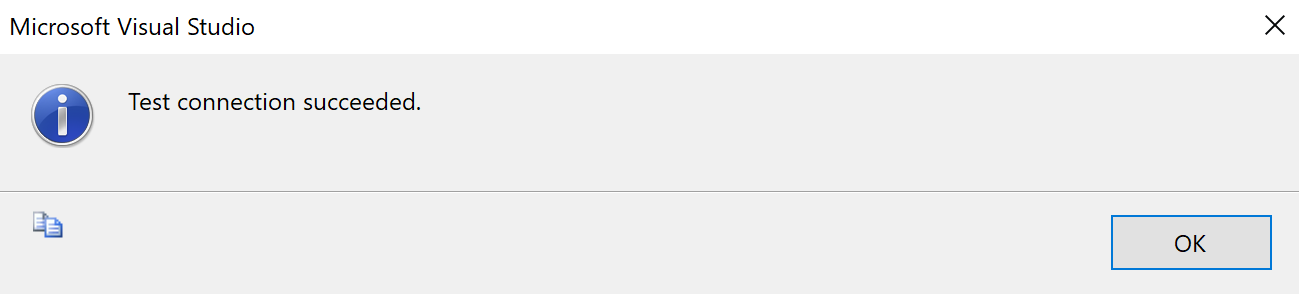 Microsoft Visual Studio
Test connection succeeded.
OK